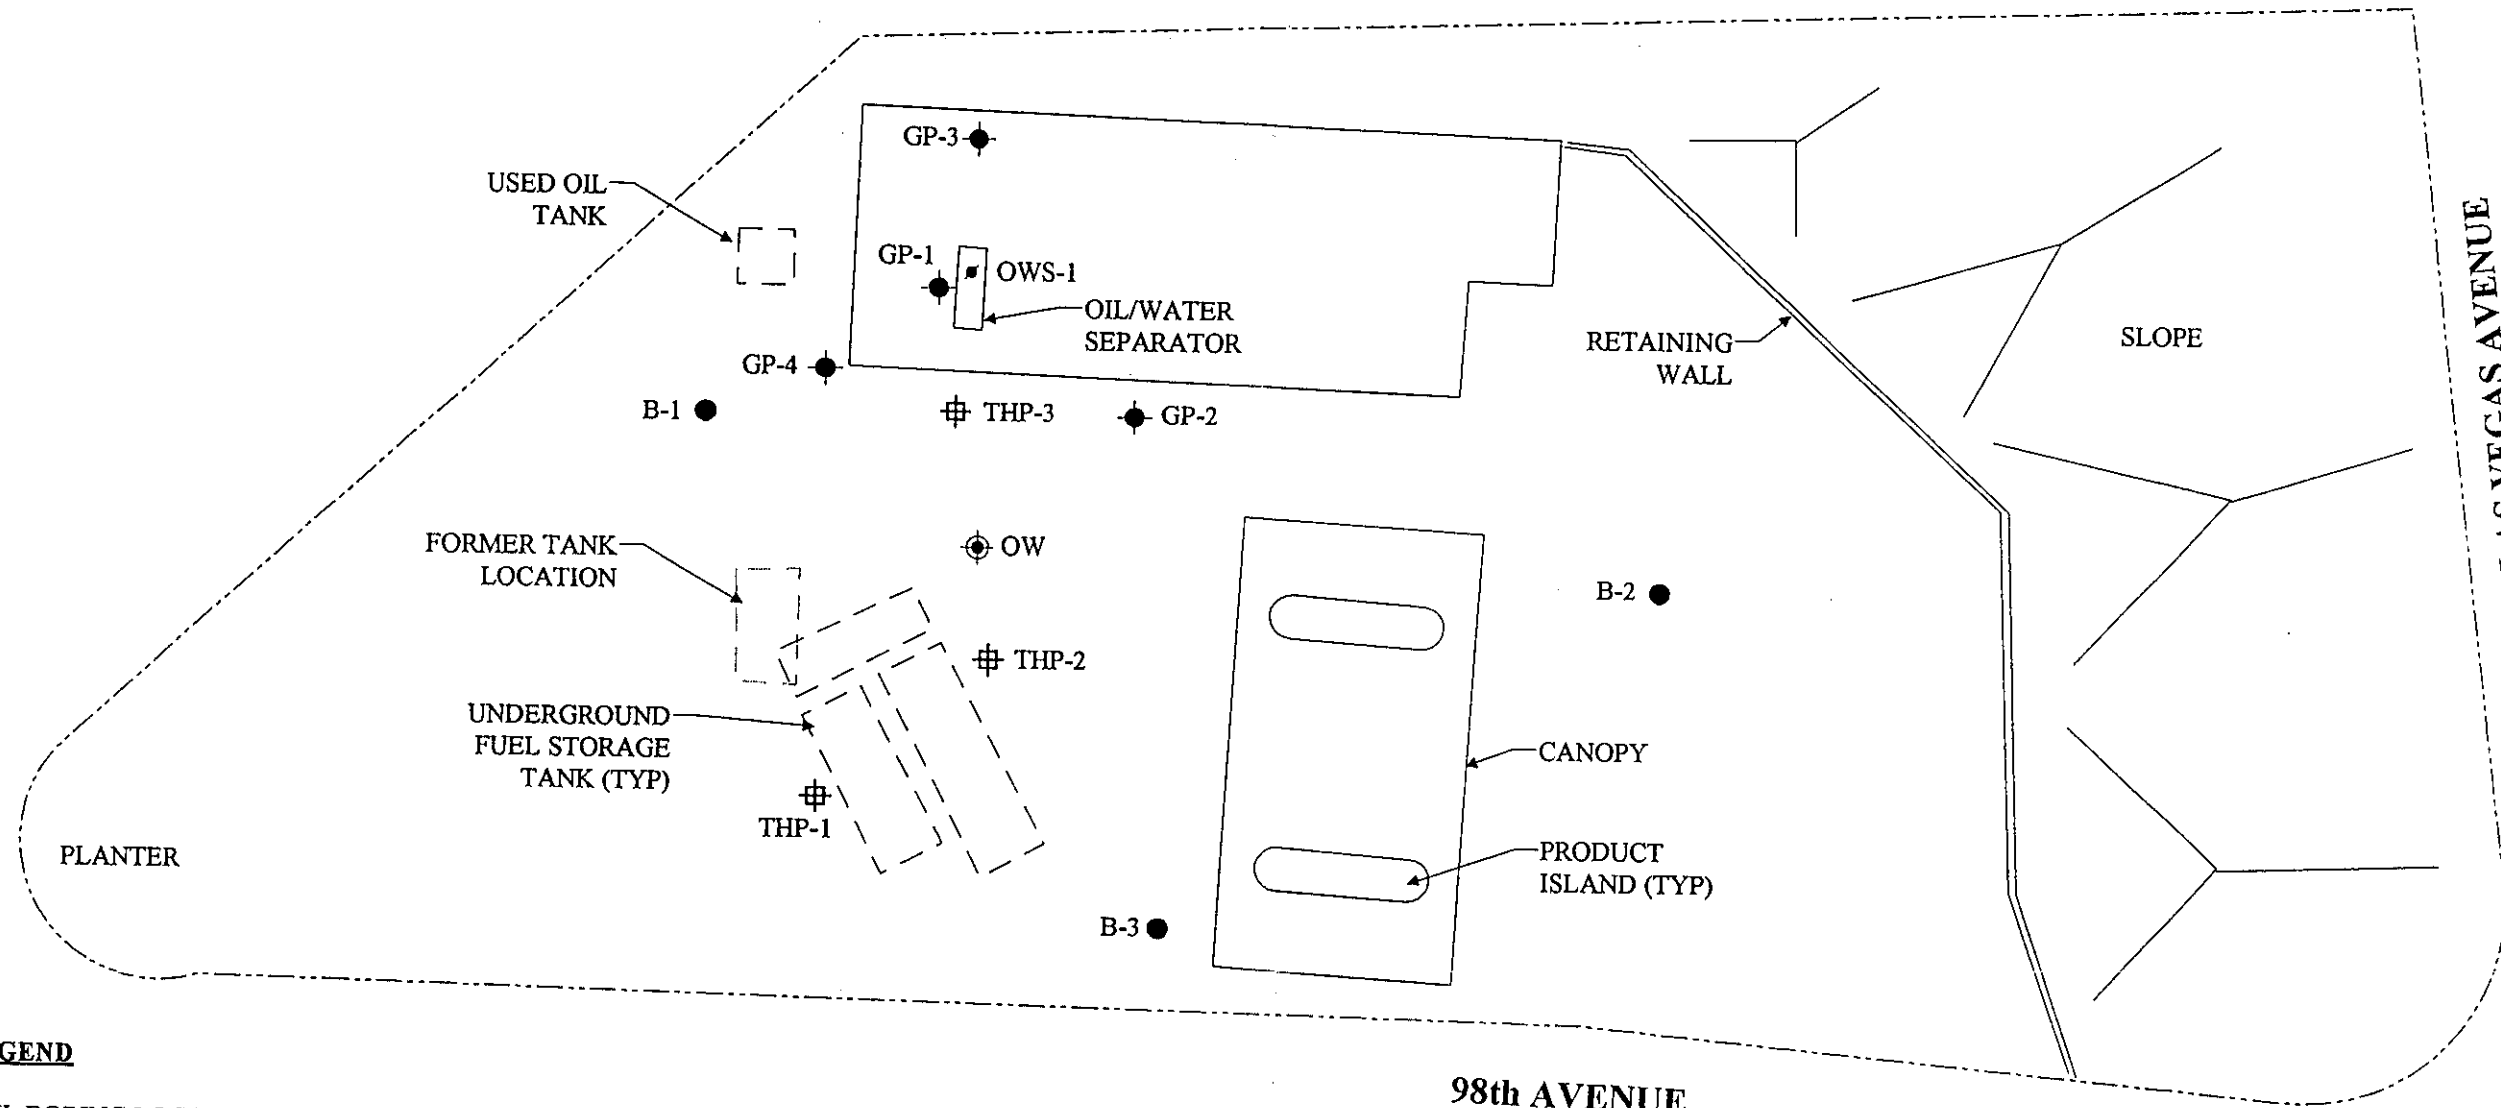 GP-3
USED OIL
TANK
GP-1
OWS-1
OIL/WATER
SEPARATOR
RETAINING
WALL
SLOPE
VEGAS AVENUE
GP-4
B-1
THP-3
GP-2
FORMER TANK
LOCATION
OW
B-2
THP-2
UNDERGROUND
FUEL STORAGE
TANK (TYP)
CANOPY
THP-1
PLANTER
PRODUCT
ISLAND (TYP)
B-3
GEND
98th AVENUE